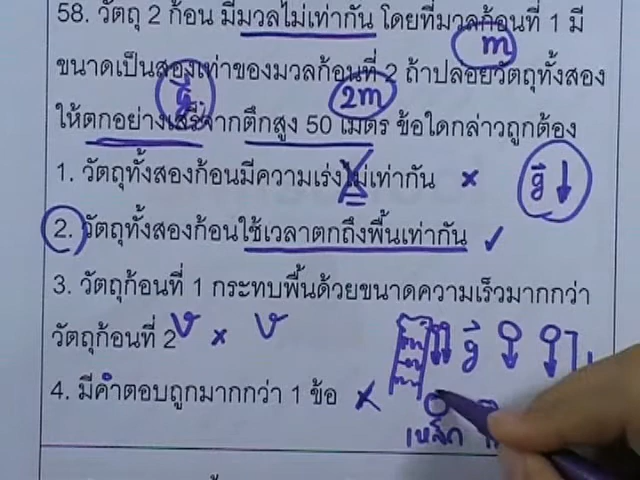 58. วัตถุ 2 ก้อน มีมวลไม่เท่ากัน โดยที่มวลก้อนที่ 1 มี
m
ขนาดเป็นสองเท่าของมวลก้อนที่ 2 ถ้าปล่อยวัตถุทั้งสอง
2m
ให้ตกอย่างเสรีจากตึกสูง 50 เมตร ข้อใดกล่าวถูกต้อง
1. วัตถุทั้งสองก้อนมีความเร่งไม่เท่ากัน ×
2. วัตถุทั้งสองก้อนใช้เวลาตกถึงพื้นเท่ากัน ✓
3. วัตถุก้อนที่ 1 กระทบพื้นด้วยขนาดความเร็วมากกว่า
วัตถุก้อนที่ 2 ×
4. มีคำตอบถูกมากกว่า 1 ข้อ ×
เหล็ก